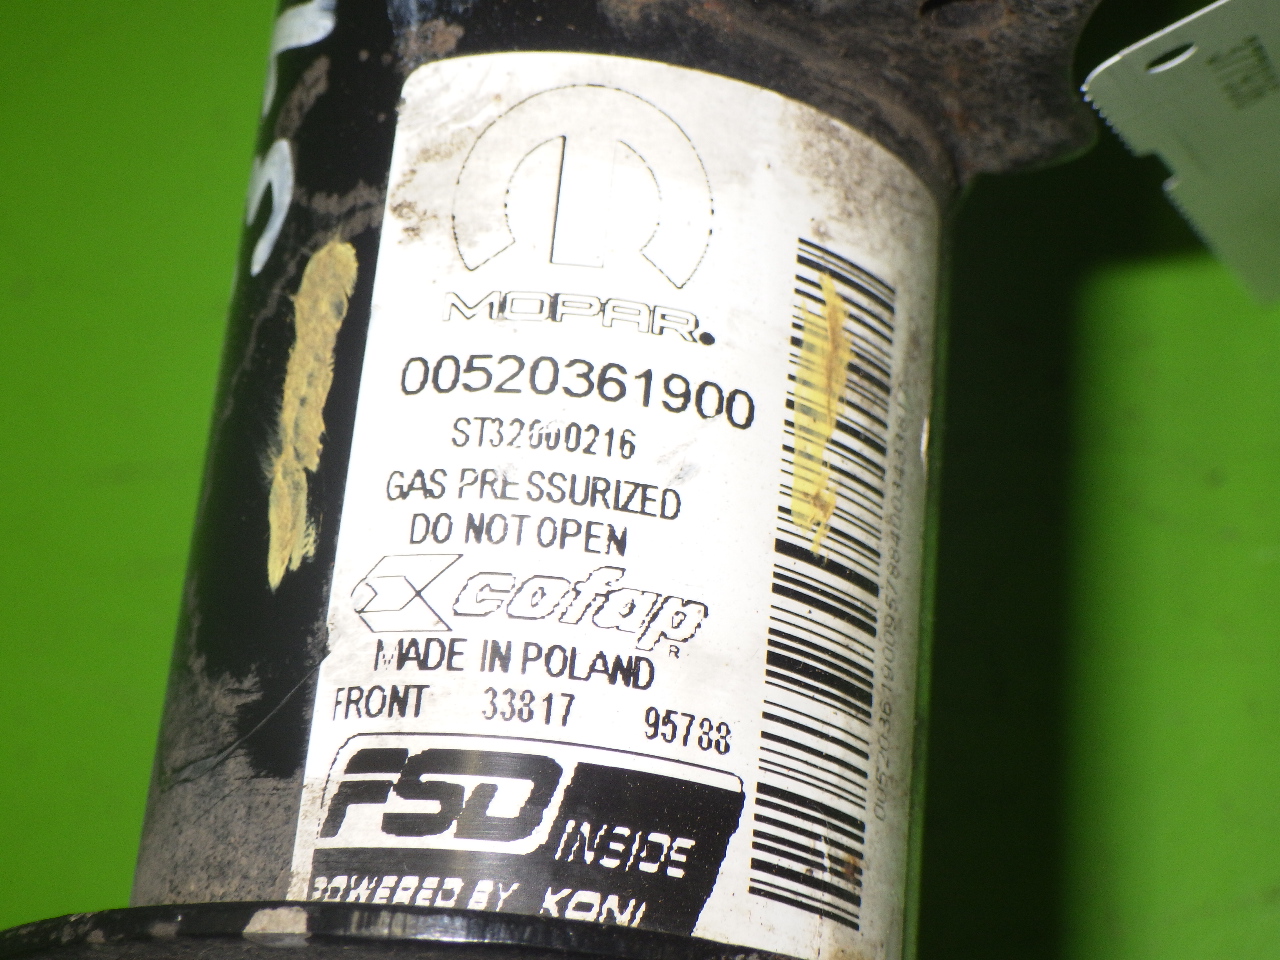 MOPAR.
00520361900
ST32000216
GAS PRESSURIZED
DO NOT OPEN
cofap
R
MADE IN POLAND
FRONT 33817 95788
FSD INSIDE
POWERED BY KONI